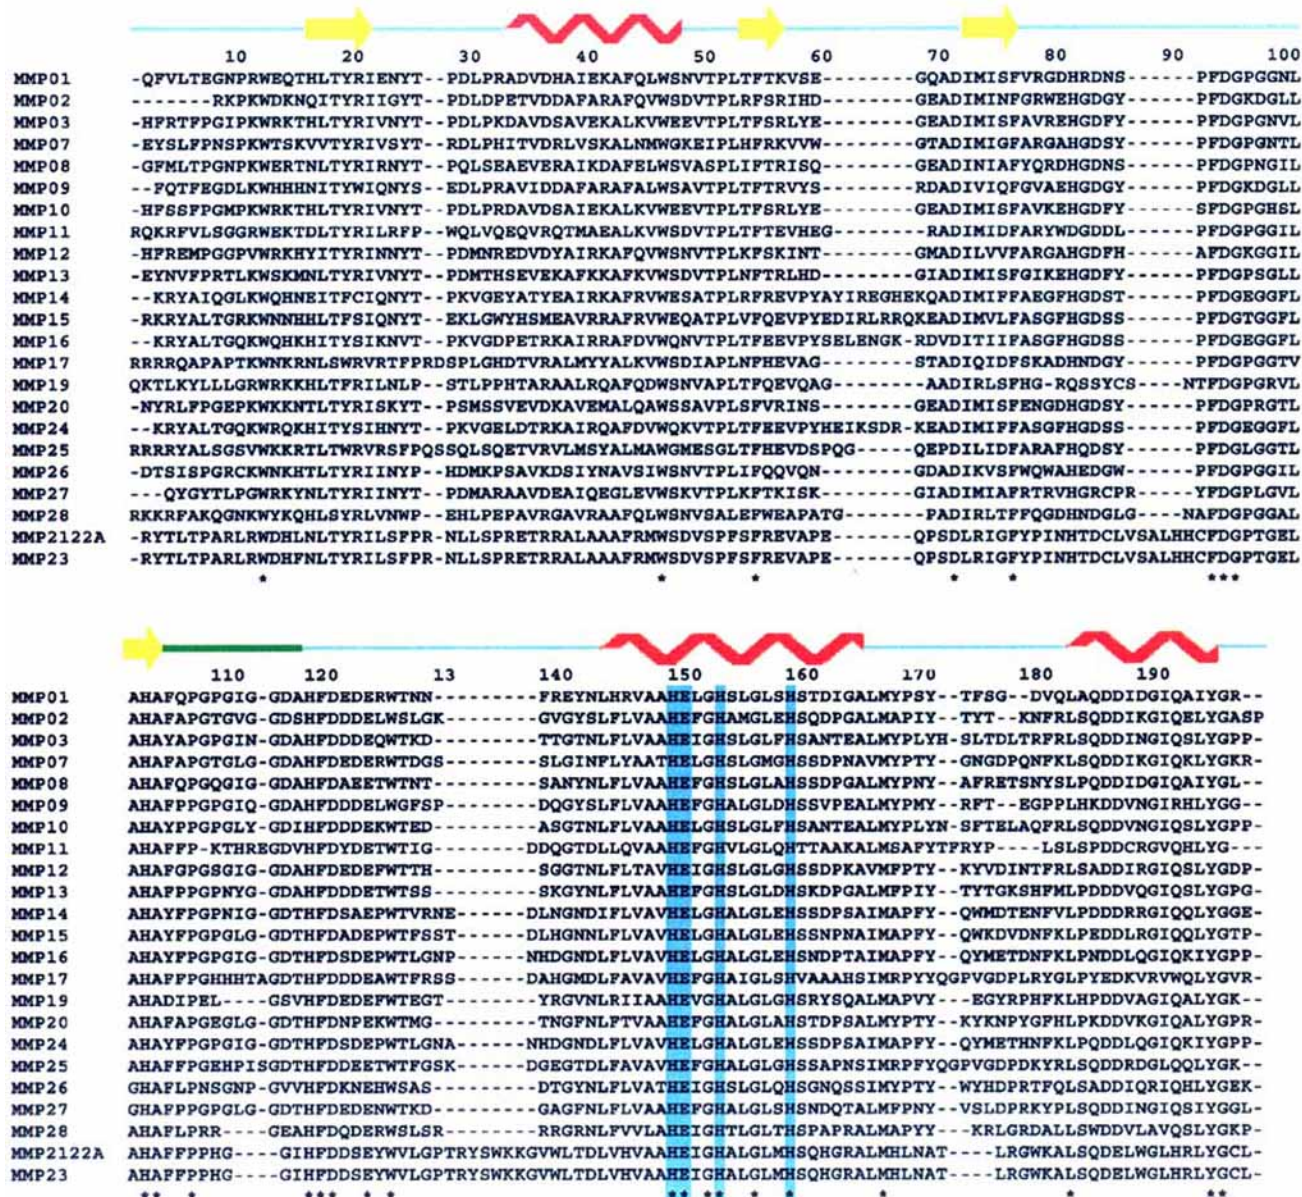 10 20 30 40 50 60 70 80 90 100
MMP01 -QFVLTEGNPRWEQTHLTYRIENYT--PDLPRADVDHAIEKAFQLWSNVTPLTFTKVSE--------GQADIMISFVRGDHRDNS------PFDGPGGNL
MMP02 -------RKPKWDKNQITYRIIGYT--PDLDPETVDDAFARAFQVWSDVTPLRFSRIHD--------GEADIMINFGRWEHGDGY------PFDGKDGLL
MMP03 -HFRTFPGIPKWRKTHLTYRIVNYT--PDLPKDAVDSAVEKALKVWEEVTPLTFSRLYE--------GEADIMISFAVREHGDFY------PFDGPGNVL
MMP07 -EYSLFPNSPKWTSKVVTYRIVSYT--RDLPHITVDRLVSKALNMWGKEIPLHFRKVVW--------GTADIMIGFARGAHGDSY------PFDGPGNTL
MMP08 -GFMLTPGNPKWERTNLTYRIRNYT--PQLSEAEVERAIKDAFELWSVASPLIFTRISQ--------GEADINIAFYQRDHGDNS------PFDGPNGIL
MMP09 --FQTFEGDLKWHHHNITYWIQNYS--EDLPRAVIDDAFARAFALWSAVTPLTFTRVYS--------RDADIVIQFGVAEHGDGY------PFDGKDGLL
MMP10 -HFSSFPGMPKWRKTHLTYRIVNYT--PDLPRDAVDSAIEKALKVWEEVTPLTFSRLYE--------GEADIMISFAVKEHGDFY------SFDGPGHSL
MMP11 RQKRFVLSGGRWEKTDLTYRILRFP--WQLVQEQVRQTMAEALKVWSDVTPLTFTEVHEG-------RADIMIDFARYWDGDDL------PFDGPGGIL
MMP12 -HFREMPGGPVWRKHYITYRINNYT--PDMNREDVDYAIRKAFQVWSNVTPLKFSKINT--------GMADILVVFARGAHGDFH------AFDGKGGIL
MMP13 -EYNVFPRTLKWSKMNLTYRIVNYT--PDMTHSEVEKAFKKAFKVWSDVTPLNFTRLHD--------GIADIMISFGIKEHGDFY------PFDGPSGLL
MMP14 --KRYAIQGLKWQHNEITFCIQNYT--PKVGEYATYEAIRKAFRVWESATPLRFREVPYAYIREGHEKQADIMIFFAEGFHGDST------PFDGEGGFL
MMP15 -RKRYALTGRKWNNHHLTFSIQNYT--EKLGWYHSMEAVRRAFRVWEQATPLVFQEVPYEDIRLRRQKEADIMVLFASGFHGDSS------PFDGTGGFL
MMP16 --KRYALTGQKWQHKHITYSIKNVT--PKVGDPETRKAIRRAFDVWQNVTPLTFEEVPYSELENGK-RDVDITIIFASGFHGDSS------PFDGEGGFL
MMP17 RRRRQAPAPTKWNKRNLSWRVRTFPRDSPLGHDTVRALMYYALKVWSDIAPLNFHEVAG--------STADIQIDFSKADHNDGY------PFDGPGGTV
MMP19 QKTLKYLLLGRWRKKHLTFRILNLP--STLPPHTARAALRQAFQDWSNVAPLTFQEVQAG-------AADIRLSFHG-RQSSYCS----NTFDGPGRVL
MMP20 -NYRLFPGEPKWKKNTLTYRISKYT--PSMSSVEVDKAVEMALQAWSSAVPLSFVRINS--------GEADIMISFENGDHGDSY------PFDGPRGTL
MMP24 --KRYALTGQKWRQKHITYSIHNYT--PKVGELDTRKAIRQAFDVWQKVTPLTFEEVPYHEIKSDR-KEADIMIFFASGFHGDSS------PFDGEGGFL
MMP25 RRRRYALSGSVWKKRTLTWRVRSFPQSSQLSQETVRVLMSYALMAWGMESGLTFHEVDSPQG-------QEPDILIDFARAFHQDSY------PFDGLGGTL
MMP26 -DTSISPGRCKWNKHTLTYRIINYP--HDMKPSAVKDSIYNAVSIWSNVTPLIFQQVQN--------GDADIKVSFWQWAHEDGW------PFDGPGGIL
MMP27 ---QYGYTLPGWRKYNLTYRIINYT--PDMARAAVDEAIQEGLEVWSKVTPLKFTKISK--------GIADIMIAFRTRVHGRCPR-----YFDGPLGVL
MMP28 RKKRFAKQGNKWYKQHLSYRLVNWP--EHLPEPAVRGAVRAAFQLWSNVSALEFWEAPATG-------PADIRLTFFQGDHNDGLG----NAFDGPGGAL
MMP2122A -RYTLTPARLRWDHLNLTYRILSFPR-NLLSPRETRRALAAAFRMWSDVSPFSFREVAPE-------QPSDLRIGFYPINHTDCLVSALHHCFDGPTGEL
MMP23 -RYTLTPARLRWDHFNLTYRILSFPR-NLLSPRETRRALAAAFRMWSDVSPFSFREVAPE-------QPSDLRIGFYPINHTDCLVSALHHCFDGPTGEL
* * * * * ***
110 120 13 140 150 160 170 180 190
MMP01 AHAFQPGPGIG-GDAHFDEDERWTNN--------FREYNLHRVAAHELGHSLGLSHSTDIGALMYPSY--TFSG--DVQLAQDDIDGIQAIYGR--
MMP02 AHAFAPGTGVG-GDSHFDDDELWSLGK-------GVGYSLFLVAAHEFGHAMGLEHSQDPGALMAPIY--TYT--KNFRLSQDDIKGIQELYGASP
MMP03 AHAYAPGPGIN-GDAHFDDDEQWTKD--------TTGTNLFLVAAHEIGHSLGLFHSANTEALMYPLYH-SLTDLTRFRLSQDDINGIQSLYGPP-
MMP07 AHAFAPGTGLG-GDAHFDEDERWTDGS-------SLGINFLYAATHELGHSLGMGHSSDPNAVMYPTY--GNGDPQNFKLSQDDIKGIQKLYGKR-
MMP08 AHAFQPGQGIG-GDAHFDAEETWTNT--------SANYNLFLVAAHEFGHSLGLAHSSDPGALMYPNY--AFRETSNYSLPQDDIDGIQAIYGL--
MMP09 AHAFPPGPGIQ-GDAHFDDDELWGFSP-------DQGYSLFLVAAHEFGHALGLDHSSVPEALMYPMY--RFT--EGPPLHKDDVNGIRHLYGG--
MMP10 AHAYPPGPGLY-GDIHFDDDEKWTED--------ASGTNLFLVAAHELGHSLGLFHSANTEALMYPLYN-SFTELAQFRLSQDDVNGIQSLYGPP-
MMP11 AHAFFP-KTHREGDVHFDYDETWTIG-------DDQGTDLLQVAAHEFGHVLGLQHTTAAKALMSAFYTFRYP----LSLSPDDCRGVQHLYG---
MMP12 AHAFGPGSGIG-GDAHFDEDEFWTTH--------SGGTNLFLTAVHEIGHSLGLGHSSDPKAVMFPTY--KYVDINTFRLSADDIRGIQSLYGDP-
MMP13 AHAFPPGPNYG-GDAHFDDDETWTSS--------SKGYNLFLVAAHEFGHSLGLDHSKDPGALMFPIY--TYTGKSHFMLPDDDVQGIQSLYGPG-
MMP14 AHAYFPGPNIG-GDTHFDSAEPWTVRNE------DLNGNDIFLVAVHELGHALGLEHSSDPSAIMAPFY--QWMDTENFVLPDDDRRGIQQLYGGE-
MMP15 AHAYFPGPGLG-GDTHFDADEPWTFSST------DLHGNNLFLVAVHELGHALGLEHSSNPNAIMAPFY--QWKDVDNFKLPEDDLRGIQQLYGTP-
MMP16 AHAYFPGPGIG-GDTHFDSDEPWTLGNP------NHDGNDLFLVAVHELGHALGLEHSNDPTAIMAPFY--QYMETDNFKLPNDDLQGIQKIYGPP-
MMP17 AHAFFPGHHHTAGDTHFDDDEAWTFRSS------DAHGMDLFAVAVHEFGHAIGLSHVAAAHSIMRPYYQGPVGDPLRYGLPYEDKVRVWQLYGVR-
MMP19 AHADIPEL----GSVHFDEDEFWTEGT-------YRGVNLRIIAAHEVGHALGLGHSRYSQALMAPVY---EGYRPHFKLHPDDVAGIQALYGK--
MMP20 AHAFAPGEGLG-GDTHFDNPEKWTMG--------TNGFNLFTVAAHEFGHALGLAHSTDPSALMYPTY--KYKNPYGFHLPKDDVKGIQALYGPR-
MMP24 AHAYFPGPGIG-GDTHFDSDEPWTLGNA------NHDGNDLFLVAVHELGHALGLEHSSDPSAIMAPFY--QYMETHNFKLPQDDLQGIQKIYGPP-
MMP25 AHAFFPGEHPISGDTHFDDEETWTFGSK------DGEGTDLFAVAVHEFGHALGLGHSSAPNSIMRPFYQGPVGDPDKYRLSQDDRDGLQQLYGK--
MMP26 GHAFLPNSGNP-GVVHFDKNEHWSAS--------DTGYNLFLVATHEIGHSLGLQHSGNQSSIMYPTY--WYHDPRTFQLSADDIQRIQHLYGEK-
MMP27 GHAFPPGPGLG-GDTHFDEDENWTKD--------GAGFNLFLVAAHEFGHALGLSHSNDQTALMFPNY--VSLDPRKYPLSQDDINGIQSIYGGL-
MMP28 AHAFLPRR----GEAHFDQDERWSLSR-------RRGRNLFVVLAHEIGHTLGLTHSPAPRALMAPYY--KRLGRDALLSWDDVLAVQSLYGKP-
MMP2122A AHAFFPPHG----GIHFDDSEYWVLGPTRYSWKKGVWLTDLVHVAAHEIGHALGLMHSQHGRALMHLNAT----LRGWKALSQDELWGLHRLYGCL-
MMP23 AHAFFPPHG----GIHFDDSEYWVLGPTRYSWKKGVWLTDLVHVAAHEIGHALGLMHSQHGRALMHLNAT----LRGWKALSQDELWGLHRLYGCL-
** * *** * * ** ** * * * * **